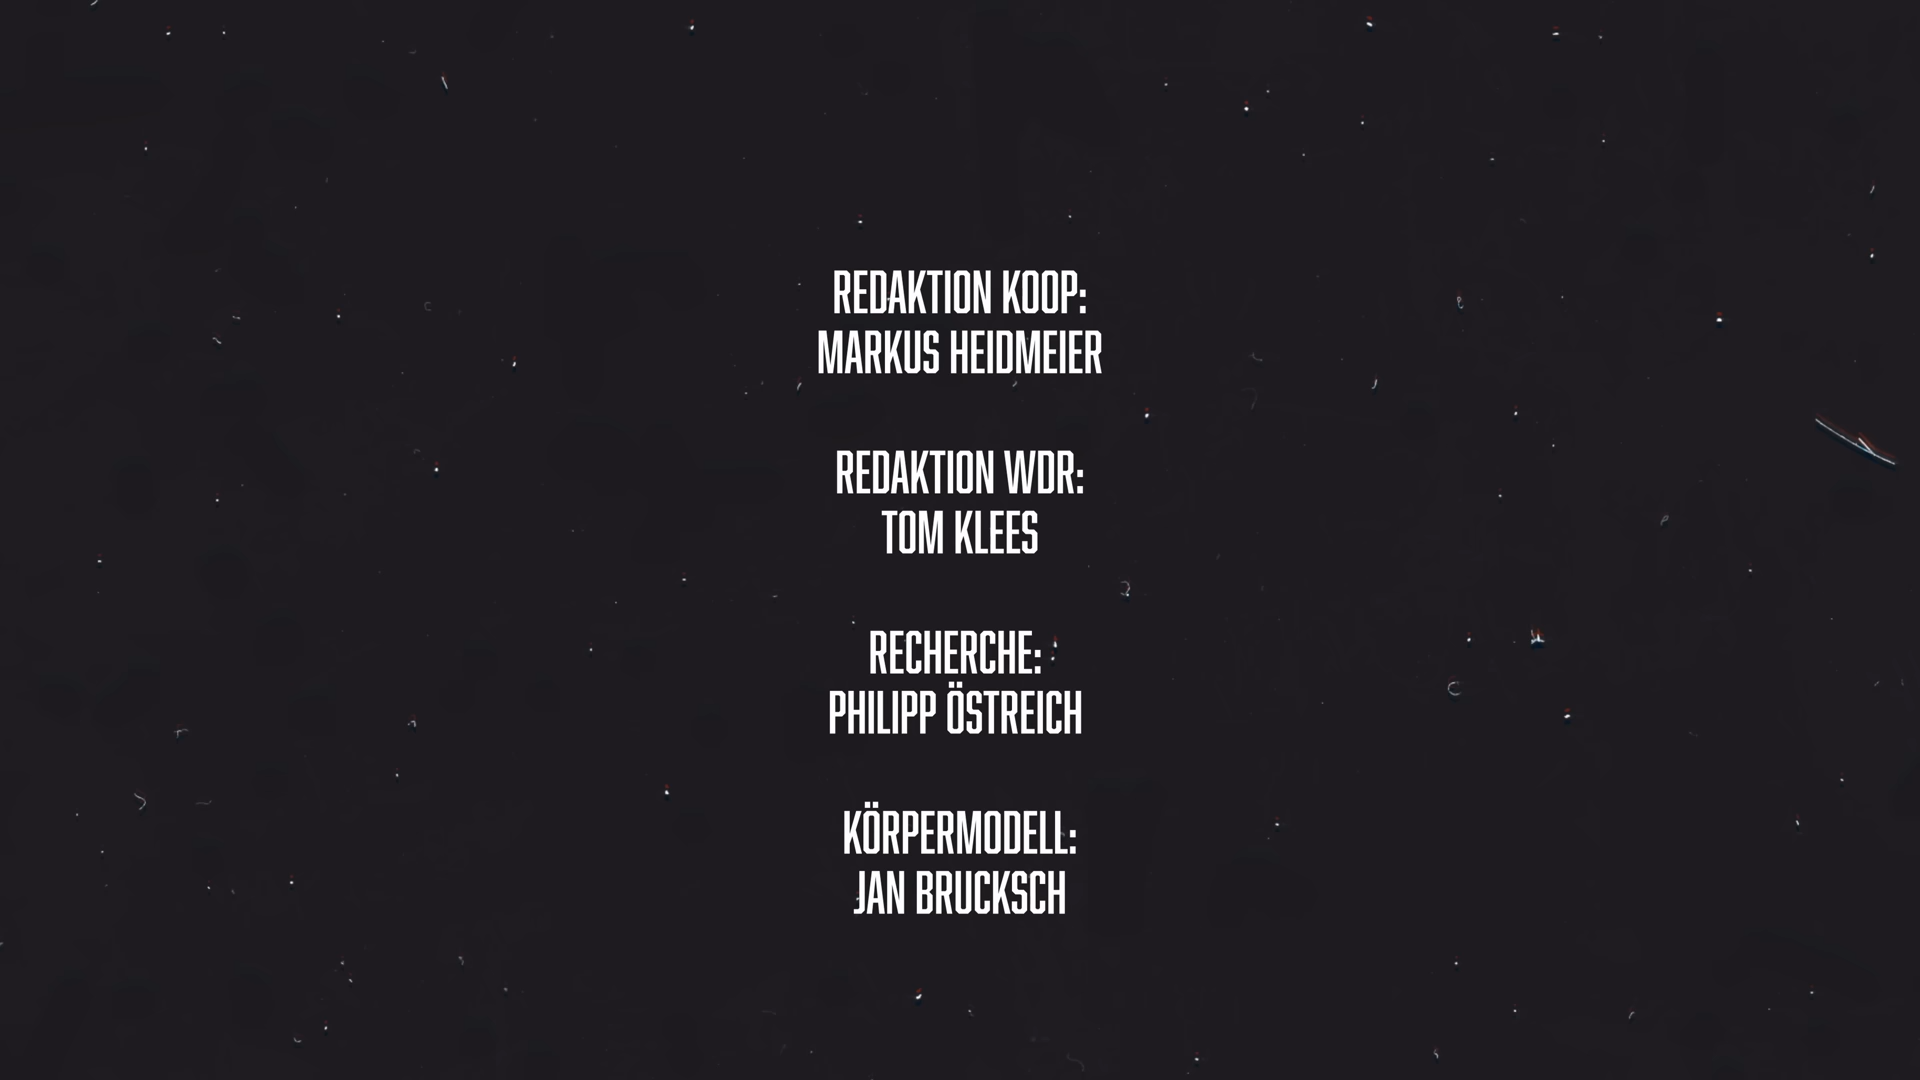 REDAKTION KOOP:
MARKUS HEIDMEIER
REDAKTION WDR:
TOM KLEES
RECHERCHE:
PHILIPP ÖSTREICH
KÖRPERMODELL:
JAN BRUCKSCH